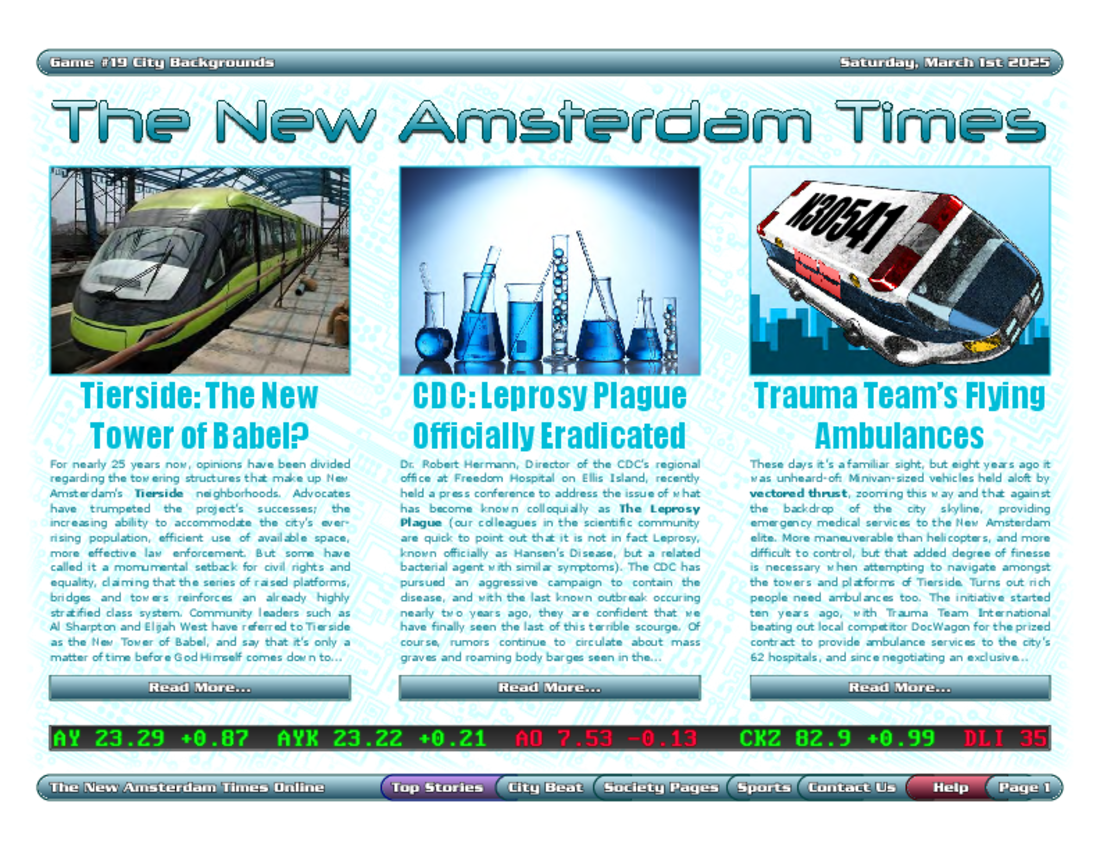 Game #19 City Backgrounds
Saturday, March 1st 2025
The New Amsterdam Times
K30541
Tierside: The New
Tower of Babel?
For nearly 25 years now, opinions have been divided
regarding the towering structures that make up New
Amsterdam's Tierside neighborhoods. Advocates
have trumpeted the project's successes; the
increasing ability to accommodate the city's ever-
rising population, efficient use of available space,
more effective law enforcement. But some have
called it a momumental setback for civil rights and
equality, claiming that the series of raised platforms,
bridges and towers reinforces an already highly
stratified class system. Community leaders such as
Al Sharpton and Elijah West have referred to Tierside
as the New Tower of Babel, and say that it's only a
matter of time before God Himself comes down to...
Read More...
CDC: Leprosy Plague
Officially Eradicated
Dr. Robert Hermann, Director of the CDC's regional
office at Freedom Hospital on Ellis Island, recently
held a press conference to address the issue of what
has become known colloquially as The Leprosy
Plague (our colleagues in the scientific community
are quick to point out that it is not in fact Leprosy,
known officially as Hansen's Disease, but a related
bacterial agent with similar symptoms). The CDC has
pursued an aggressive campaign to contain the
disease, and with the last known outbreak occuring
nearly two years ago, they are confident that we
have finally seen the last of this terrible scourge. Of
course, rumors continue to circulate about mass
graves and roaming body barges seen in the...
Read More...
Trauma Team's Flying
Ambulances
These days it's a familiar sight, but eight years ago it
was unheard-of: Minivan-sized vehicles held aloft by
vectored thrust, zooming this way and that against
the backdrop of the city skyline, providing
emergency medical services to the New Amsterdam
elite. More maneuverable than helicopters, and more
difficult to control, but that added degree of finesse
is necessary when attempting to navigate amongst
the towers and platforms of Tierside. Turns out rich
people need ambulances too. The initiative started
ten years ago, with Trauma Team International
beating out local competitor DocWagon for the prized
contract to provide ambulance services to the city's
62 hospitals, and since negotiating an exclusive...
Read More...
AY 23.29 +0.87 AYK 23.22 +0.21 AO 7.53 -0.13 CKZ 82.9 +0.99 DLI 35
The New Amsterdam Times Online
Top Stories
City Beat
Society Pages
Sports
Contact Us
Help
Page 1